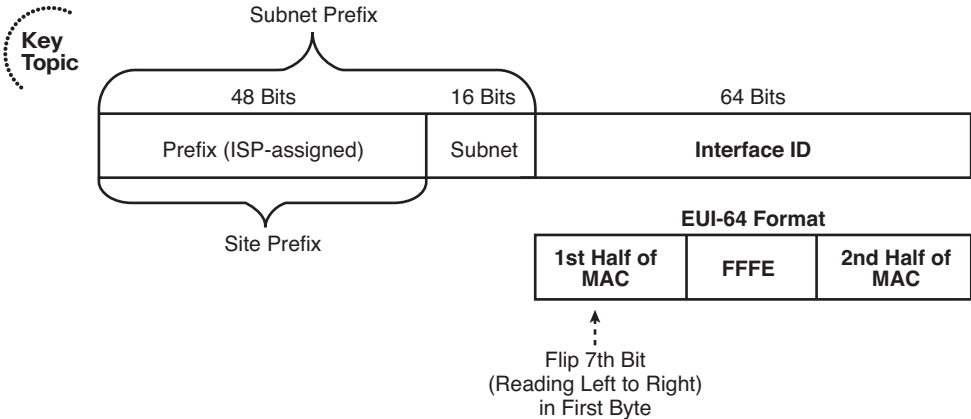 Key
Topic
Subnet Prefix
48 Bits
16 Bits
64 Bits
Prefix (ISP-assigned)
Subnet
Interface ID
Site Prefix
EUI-64 Format
1st Half of
MAC
FFFE
2nd Half of
MAC
Flip 7th Bit
(Reading Left to Right)
in First Byte